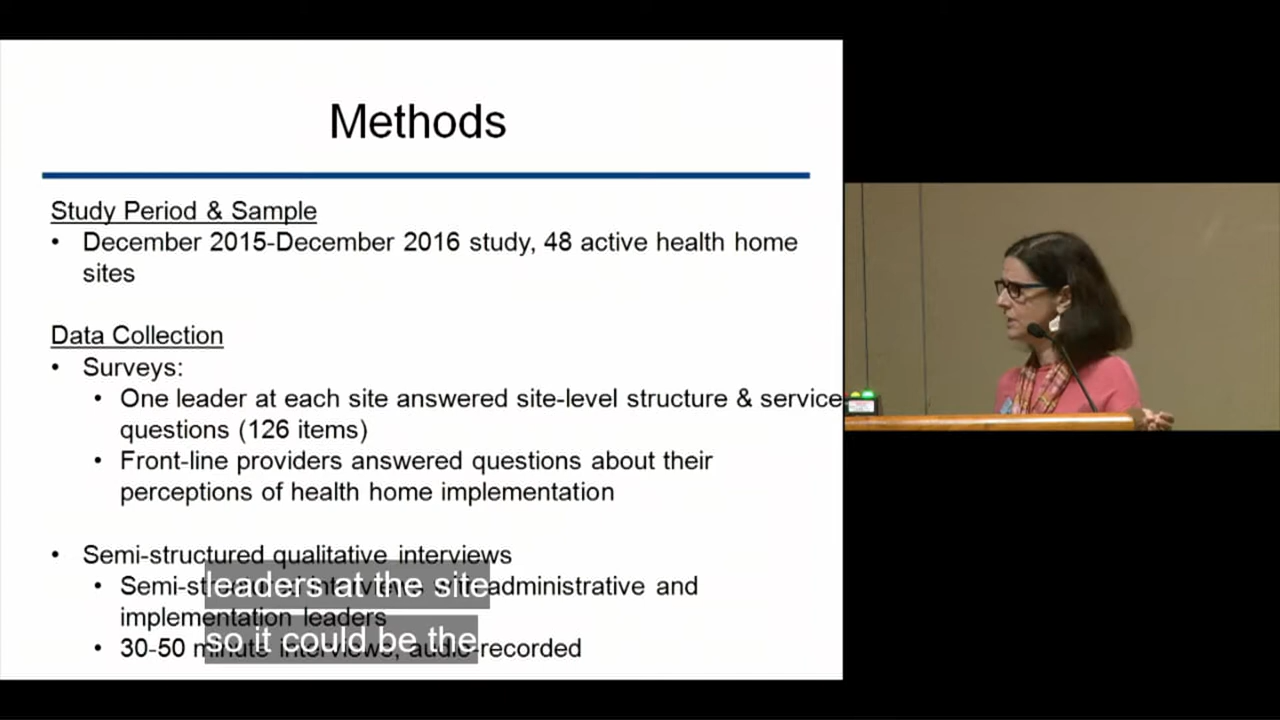 Methods
Study Period & Sample
• December 2015-December 2016 study, 48 active health home
sites
Data Collection
• Surveys:
• One leader at each site answered site-level structure & service
questions (126 items)
• Front-line providers answered questions about their
perceptions of health home implementation
• Semi-structured qualitative interviews
• Semi-structured interviews with administrative and
implementation leaders
• 30-50 minute interviews, audio-recorded
leaders at the site
so it could be the